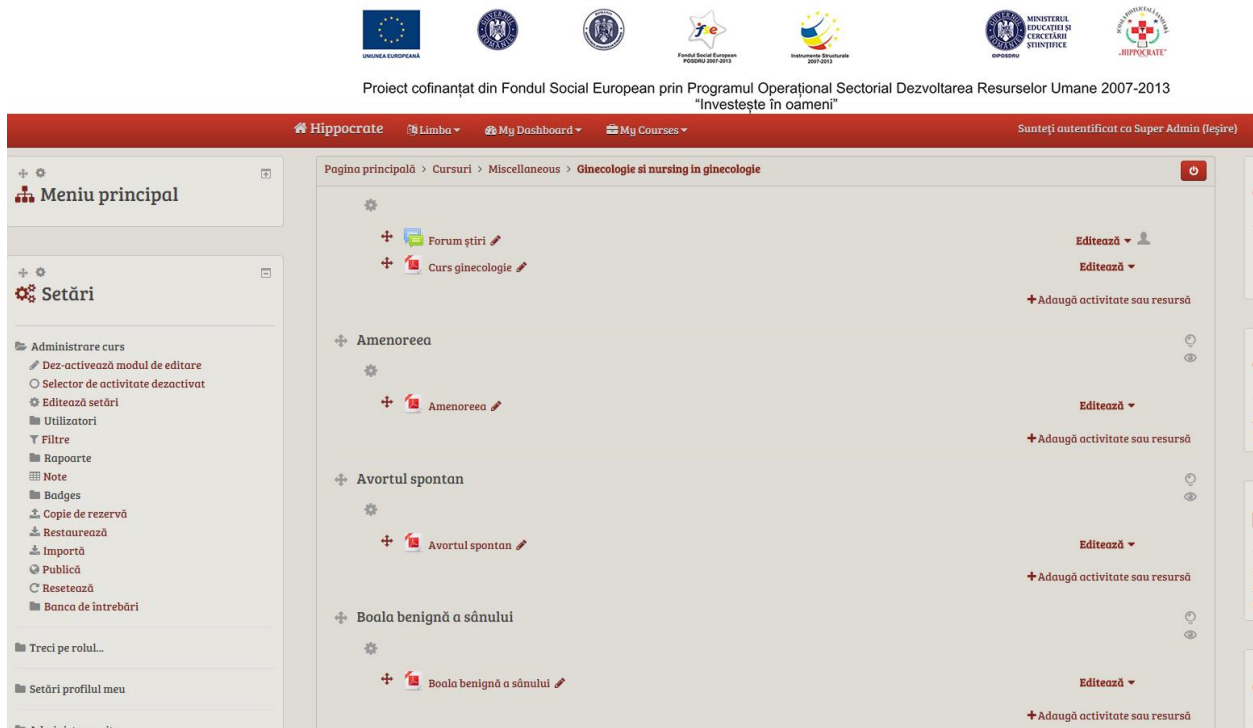 UNIUNEA EUROPEANĂ
GUVERNUL ROMÂNIEI
Fondul Social European
POSDRU 2007-2013
Instrumente Structurale
2007-2013
OIPOSDRU
MINISTERUL
EDUCAȚIEI ȘI
CERCETĂRII
ȘTIINȚIFICE
ȘCOALA POSTLICEALĂ SANITARĂ
„HIPPOCRATE”
Proiect cofinanțat din Fondul Social European prin Programul Operațional Sectorial Dezvoltarea Resurselor Umane 2007-2013
“Investește în oameni”
Hippocrate Limba My Dashboard My Courses Sunteți autentificat ca Super Admin (Ieșire)
Meniu principal
Setări
Administrare curs
Dez-activează modul de editare
Selector de activitate dezactivat
Editează setări
Utilizatori
Filtre
Rapoarte
Note
Badges
Copie de rezervă
Restaurează
Importă
Publică
Resetează
Banca de întrebări
Treci pe rolul...
Setări profilul meu
Pagina principală > Cursuri > Miscellaneous > Ginecologie si nursing in ginecologie
Forum știri Editează
Curs ginecologie Editează
+Adaugă activitate sau resursă
Amenoreea
Amenoreea Editează
+Adaugă activitate sau resursă
Avortul spontan
Avortul spontan Editează
+Adaugă activitate sau resursă
Boala benignă a sânului
Boala benignă a sânului Editează
+Adaugă activitate sau resursă